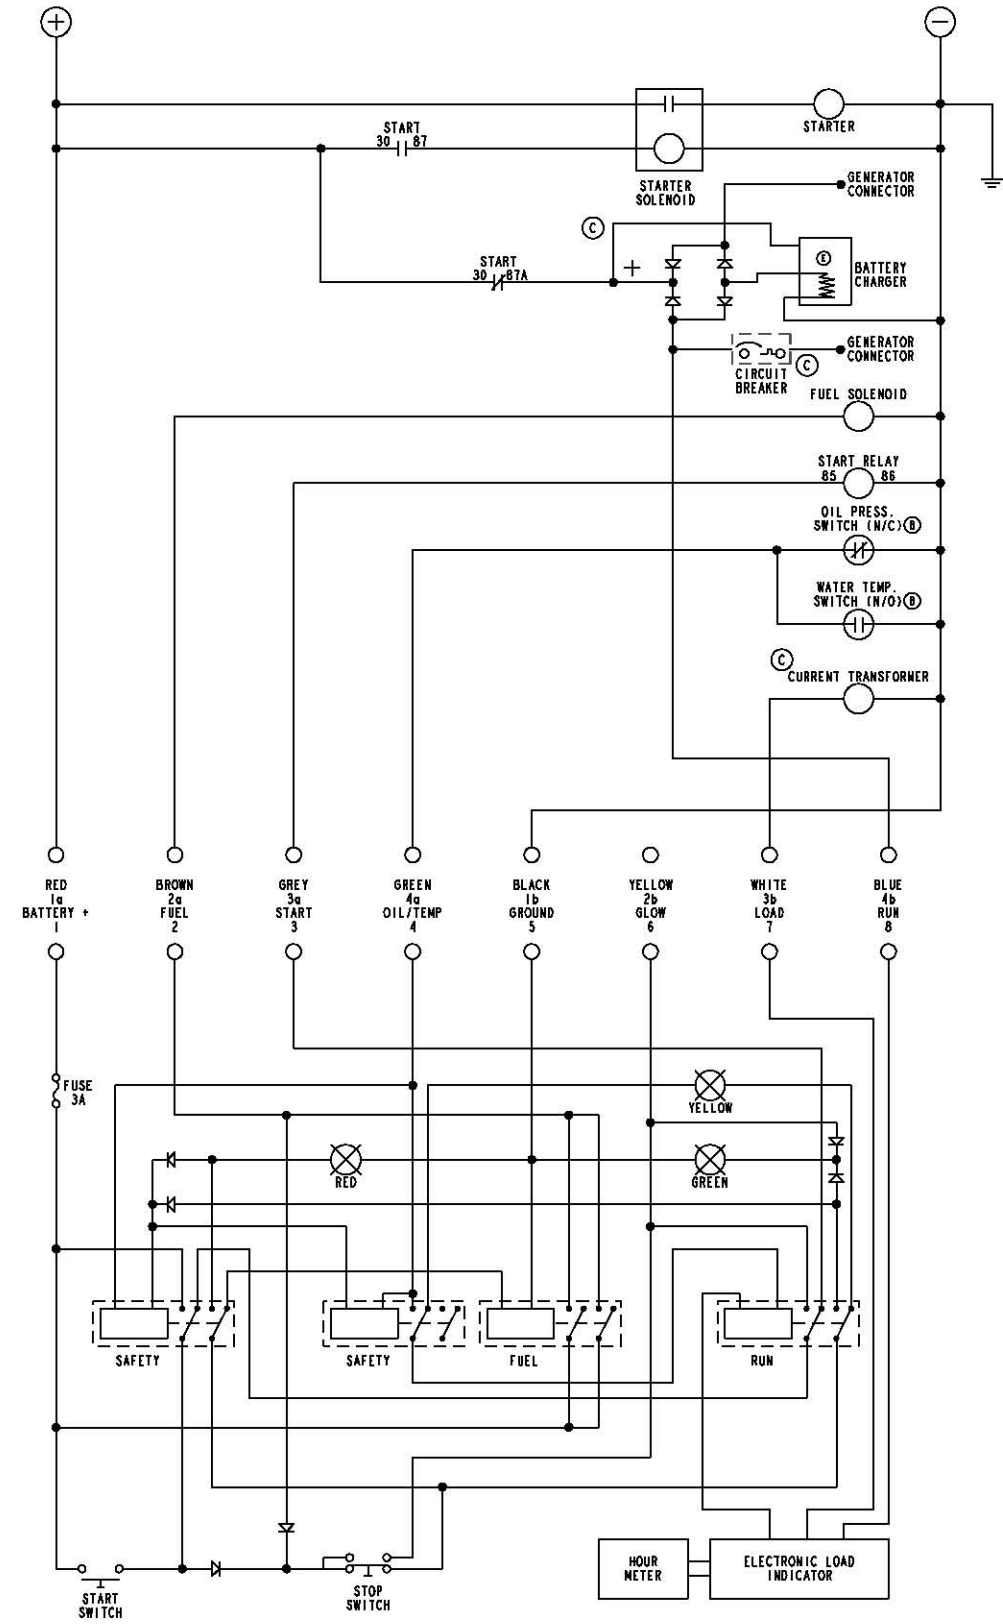 +
−
STARTER
START
30 87
STARTER
SOLENOID
GENERATOR
CONNECTOR
C
START
30 87A
+
E
BATTERY
CHARGER
GENERATOR
CONNECTOR
C
CIRCUIT
BREAKER
FUEL SOLENOID
START RELAY
85 86
OIL PRESS.
SWITCH (N/C) B
WATER TEMP.
SWITCH (N/O) B
C
CURRENT TRANSFORMER
RED
1a
BATTERY +
1
BROWN
2a
FUEL
2
GREY
3a
START
3
GREEN
4a
OIL/TEMP
4
BLACK
1b
GROUND
5
YELLOW
2b
GLOW
6
WHITE
3b
LOAD
7
BLUE
4b
RUN
8
FUSE
3A
YELLOW
RED
GREEN
SAFETY
SAFETY
FUEL
RUN
START
SWITCH
STOP
SWITCH
HOUR
METER
ELECTRONIC LOAD
INDICATOR